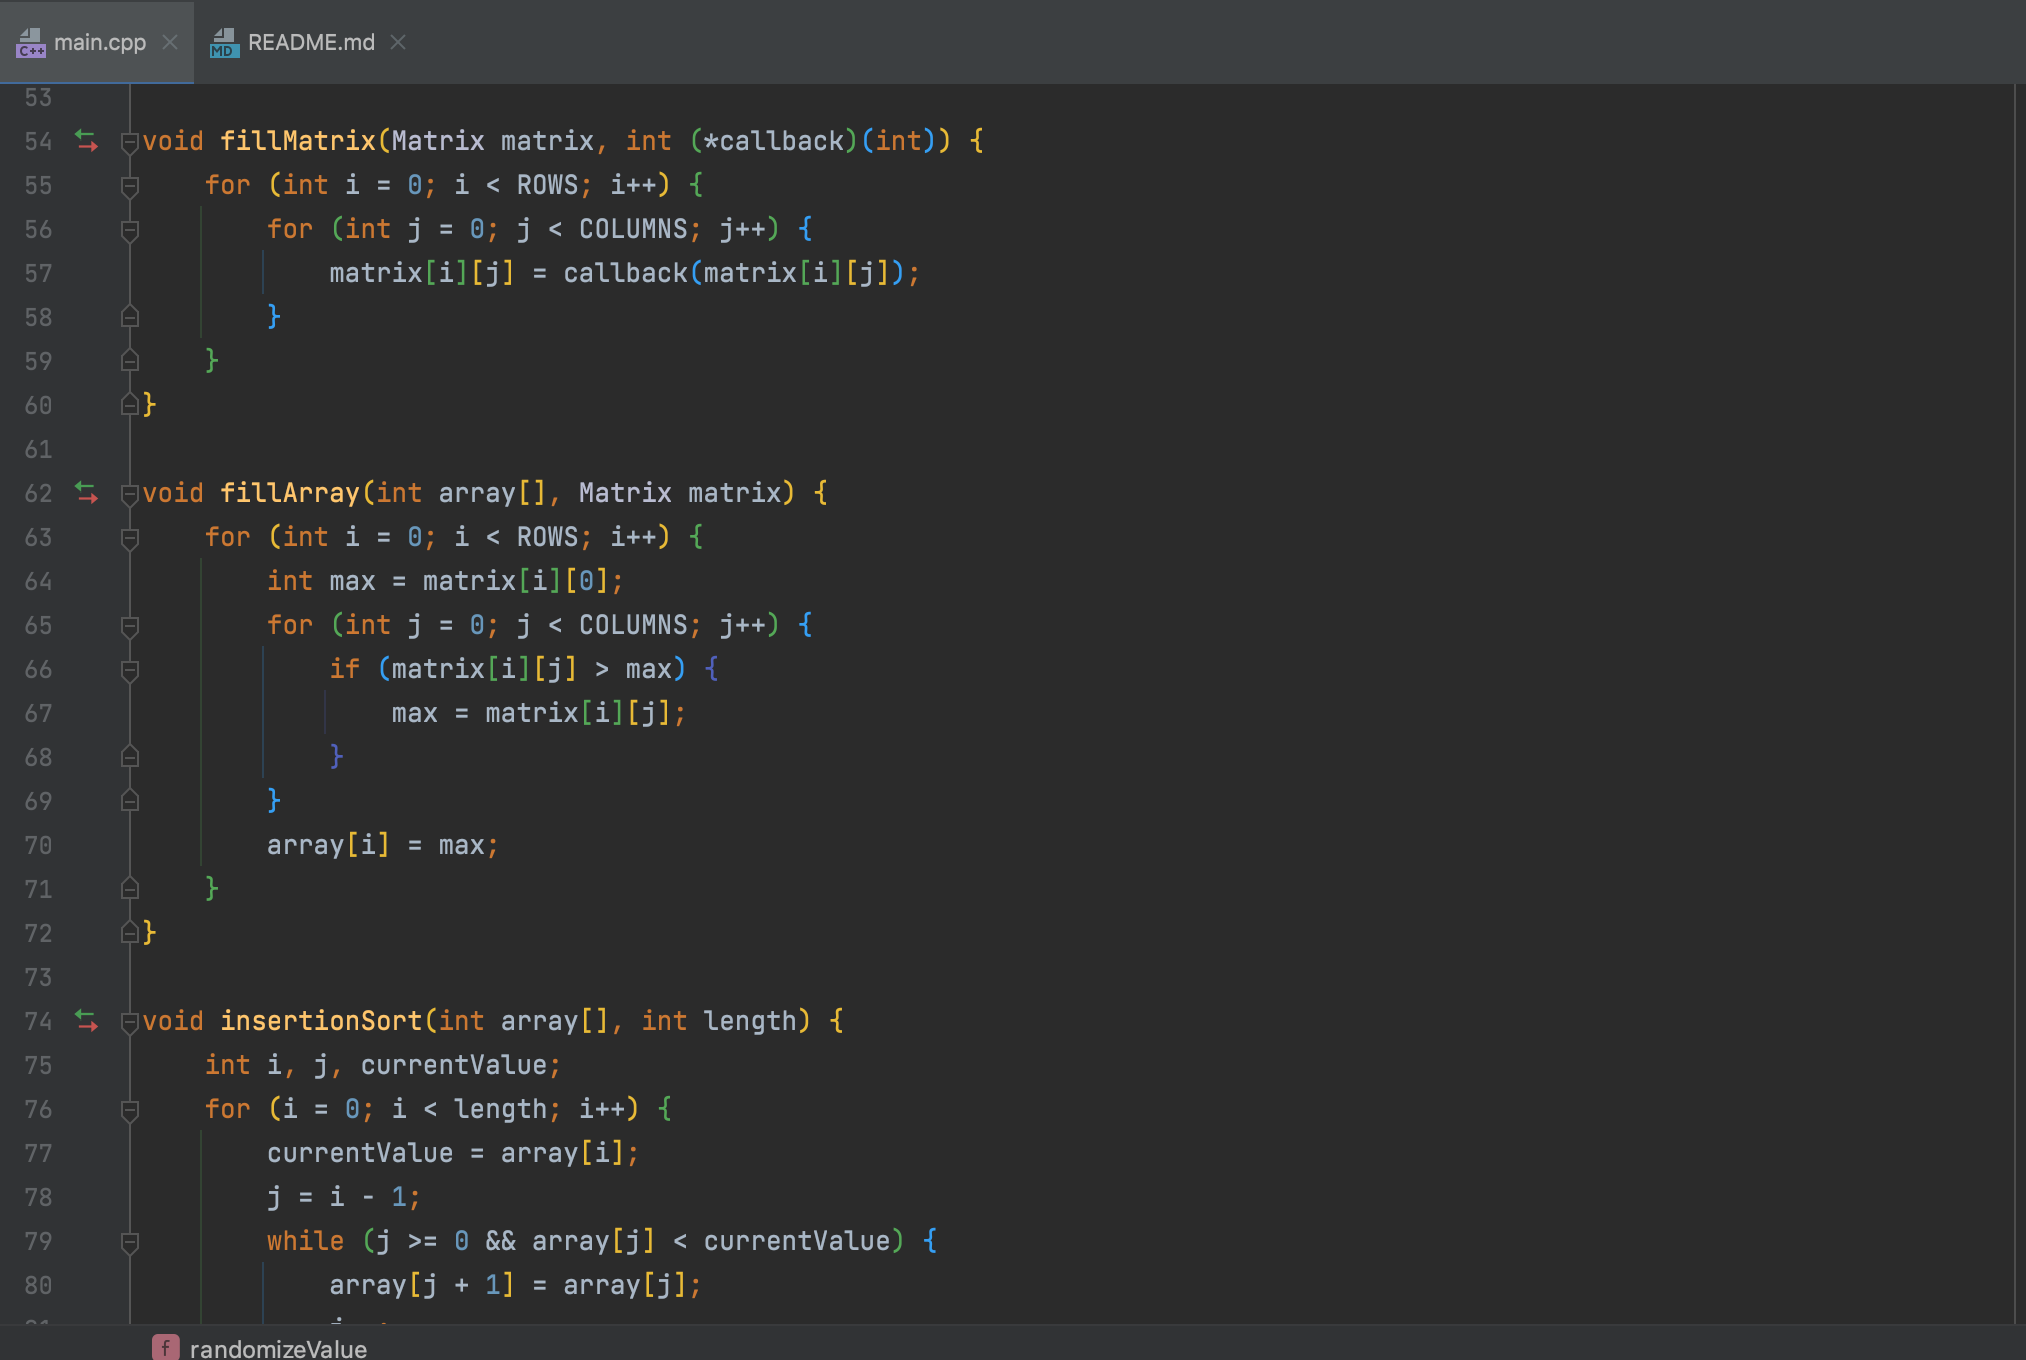 C++ main.cpp MD README.md
53
54 void fillMatrix(Matrix matrix, int (*callback)(int)) {
55     for (int i = 0; i < ROWS; i++) {
56         for (int j = 0; j < COLUMNS; j++) {
57             matrix[i][j] = callback(matrix[i][j]);
58         }
59     }
60 }
61
62 void fillArray(int array[], Matrix matrix) {
63     for (int i = 0; i < ROWS; i++) {
64         int max = matrix[i][0];
65         for (int j = 0; j < COLUMNS; j++) {
66             if (matrix[i][j] > max) {
67                 max = matrix[i][j];
68             }
69         }
70         array[i] = max;
71     }
72 }
73
74 void insertionSort(int array[], int length) {
75     int i, j, currentValue;
76     for (i = 0; i < length; i++) {
77         currentValue = array[i];
78         j = i - 1;
79         while (j >= 0 && array[j] < currentValue) {
80             array[j + 1] = array[j];
f randomizeValue